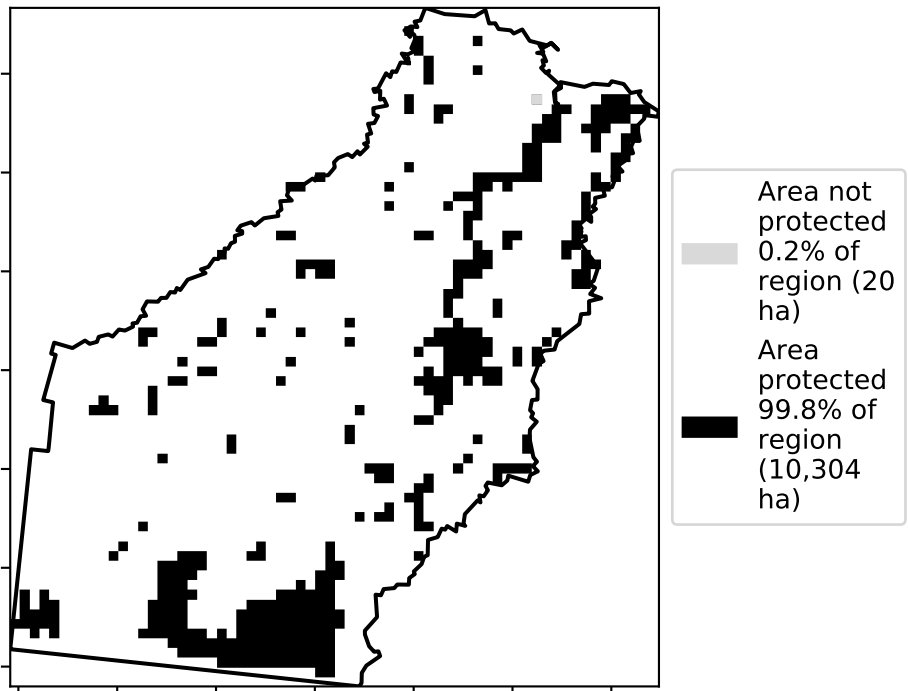 Area not
protected
0.2% of
region (20
ha)
Area
protected
99.8% of
region
(10,304
ha)